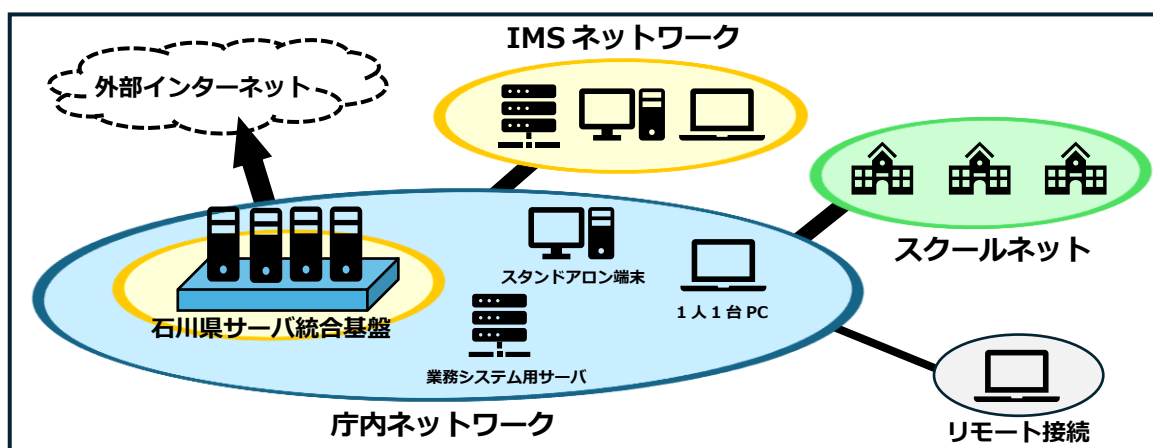 IMS ネットワーク
外部インターネット
スクールネット
スタンドアロン端末
1 人 1 台 PC
石川県サーバ統合基盤
業務システム用サーバ
庁内ネットワーク
リモート接続